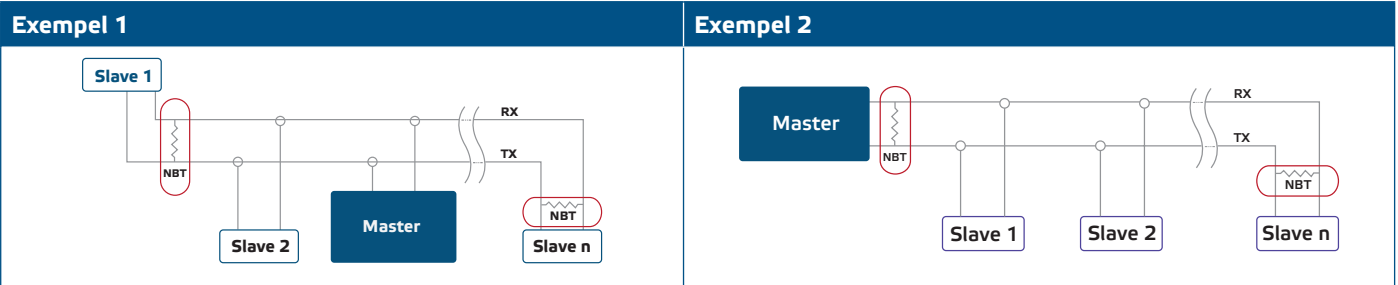 Exempel 1
Slave 1
RX
TX
NBT
NBT
Slave 2
Master
Slave n
Exempel 2
Master
RX
TX
NBT
NBT
Slave 1
Slave 2
Slave n